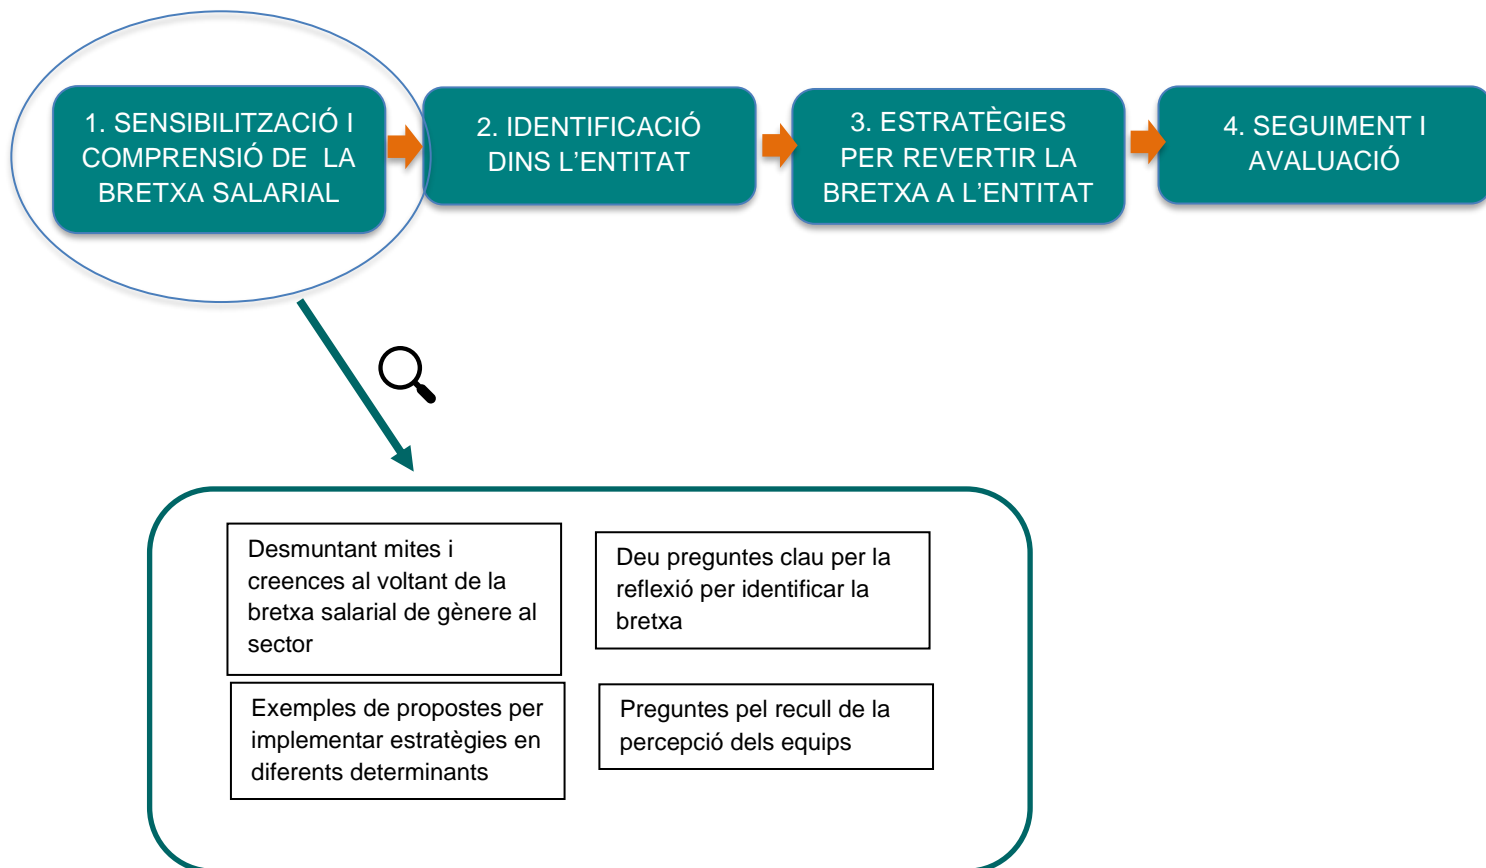 1. SENSIBILITZACIÓ I
COMPRENSIÓ DE LA
BRETXA SALARIAL
2. IDENTIFICACIÓ
DINS L’ENTITAT
3. ESTRATÈGIES
PER REVERTIR LA
BRETXA A L’ENTITAT
4. SEGUIMENT I
AVALUACIÓ
Desmuntant mites i
creences al voltant de la
bretxa salarial de gènere al
sector
Deu preguntes clau per la
reflexió per identificar la
bretxa
Exemples de propostes per
implementar estratègies en
diferents determinants
Preguntes pel recull de la
percepció dels equips